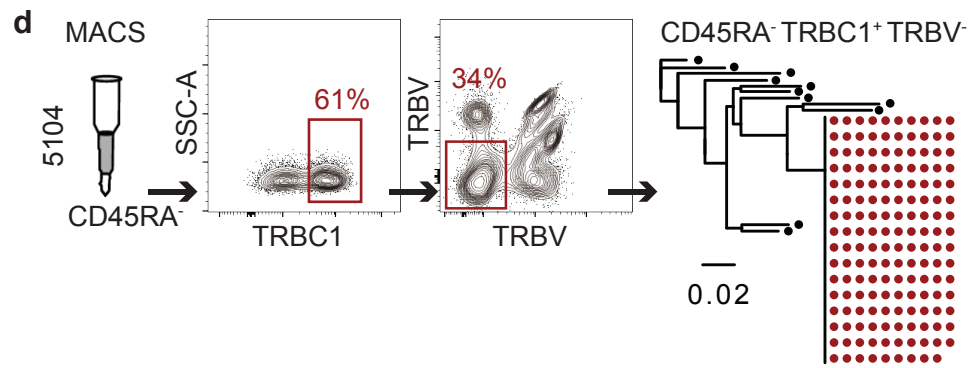 d
MACS
5104
CD45RA-
SSC-A
61%
TRBC1
TRBV
34%
TRBV
CD45RA- TRBC1+ TRBV-
0.02